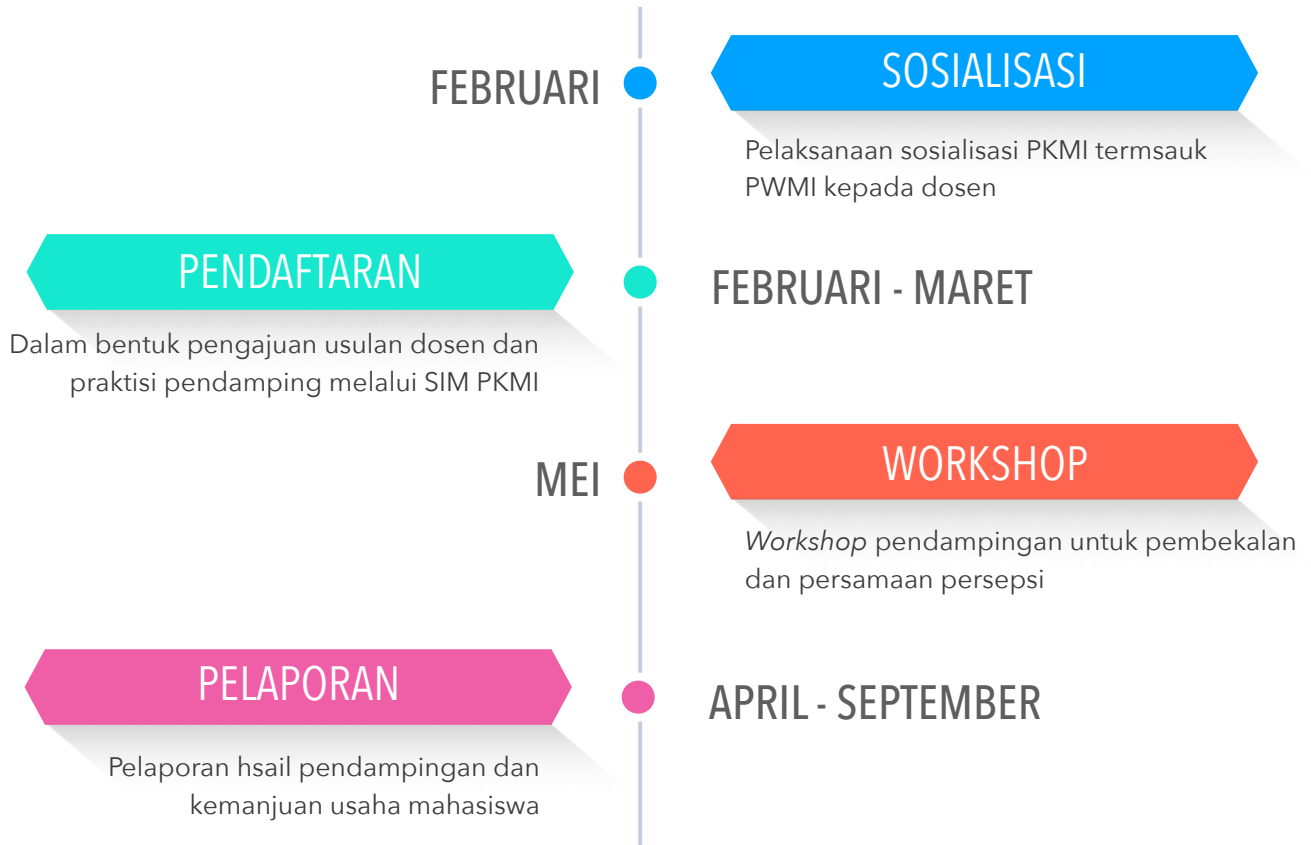 FEBRUARI
SOSIALISASI
Pelaksanaan sosialisasi PKMI termsauk
PWMI kepada dosen
PENDAFTARAN
FEBRUARI - MARET
Dalam bentuk pengajuan usulan dosen dan
praktisi pendamping melalui SIM PKMI
MEI
WORKSHOP
Workshop pendampingan untuk pembekalan
dan persamaan persepsi
PELAPORAN
APRIL - SEPTEMBER
Pelaporan hsail pendampingan dan
kemanjuan usaha mahasiswa